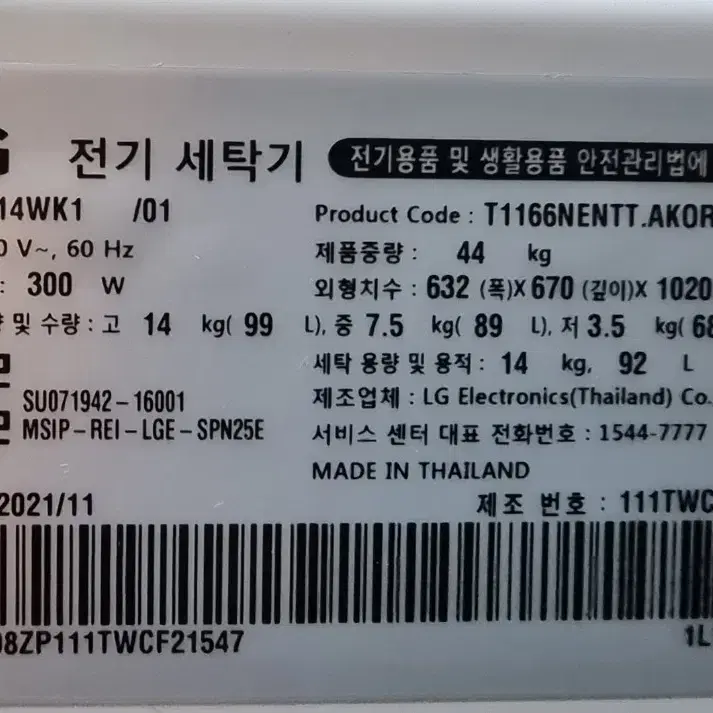 G 전기 세탁기 전기용품 및 생활용품 안전관리법에
14WK1 /01 Product Code : T1166NENTT.AKOR
0 V~, 60 Hz 제품중량 : 44 kg
: 300 W 외형치수 : 632 (폭)X 670 (깊이)X 1020
및 수량 : 고 14 kg( 99 L), 중 7.5 kg( 89 L), 저 3.5 kg( 68
세탁 용량 및 용적 : 14 kg, 92 L
SU071942-16001 제조업체 : LG Electronics(Thailand) Co.
MSIP-REI-LGE-SPN25E 서비스 센터 대표 전화번호 : 1544-7777
MADE IN THAILAND
2021/11 제조 번호 : 111TWC
08ZP111TWCF21547 1L